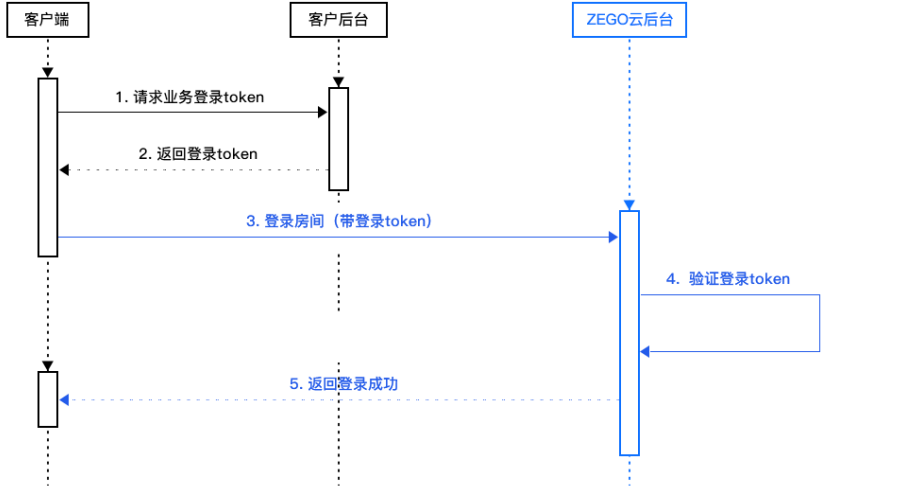 客户端
客户后台
ZEGO云后台
1. 请求业务登录token
2. 返回登录token
3. 登录房间（带登录token）
4. 验证登录token
5. 返回登录成功